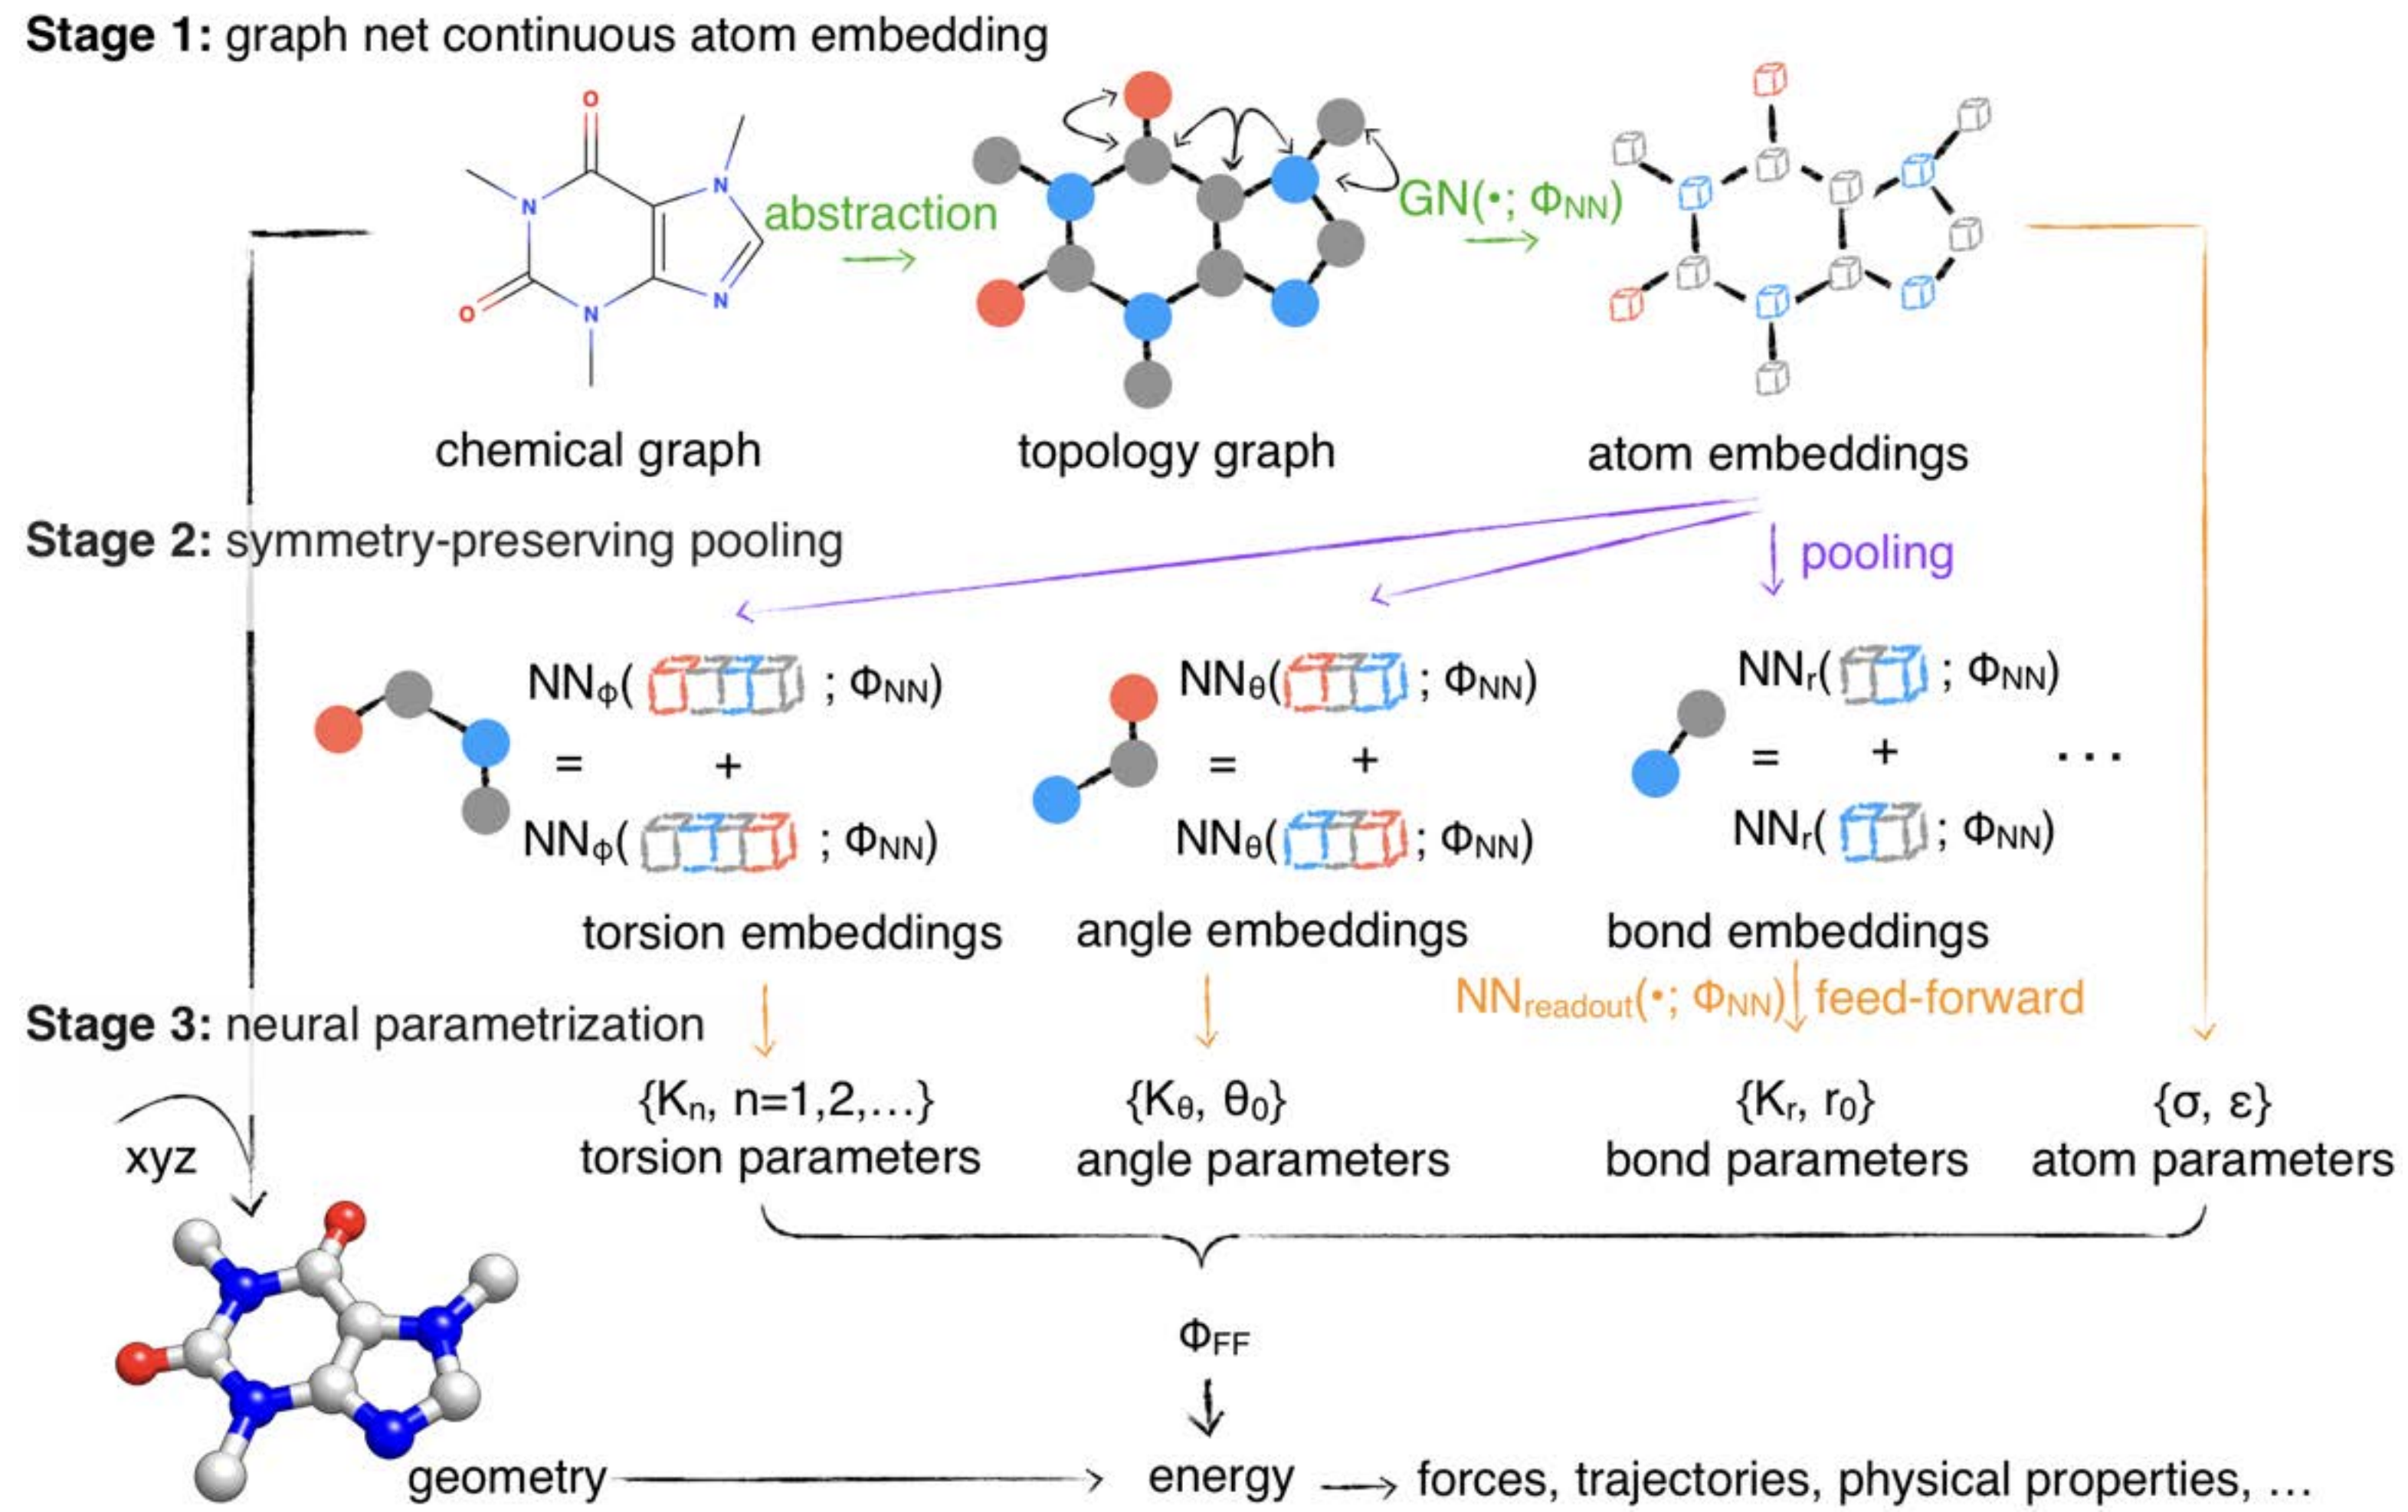 Stage 1: graph net continuous atom embedding
O
N
N
O
N
N
abstraction
GN(•; ΦNN)
chemical graph
topology graph
atom embeddings
Stage 2: symmetry-preserving pooling
pooling
NNϕ( ; ΦNN)
= +
NNϕ( ; ΦNN)
NNθ( ; ΦNN)
= +
NNθ( ; ΦNN)
NNr( ; ΦNN)
= + ...
NNr( ; ΦNN)
torsion embeddings
angle embeddings
bond embeddings
NNreadout(•; ΦNN) feed-forward
Stage 3: neural parametrization
{Kn, n=1,2,...}
torsion parameters
{Kθ, θ0}
angle parameters
{Kr, r0}
bond parameters
{σ, ε}
atom parameters
xyz
ΦFF
geometry
energy
forces, trajectories, physical properties, ...